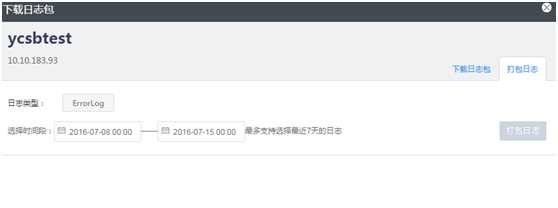 下载日志包
ycsbtest
10.10.183.93
下载日志包 打包日志
日志类型： ErrorLog
选择时间段： 2016-07-08 00:00 2016-07-15 00:00 最多支持选择最近7天的日志 打包日志